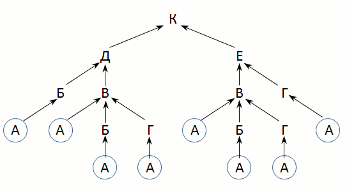 К
Д Е
Б В В Г
А А Б Г А Б Г А
А А А А